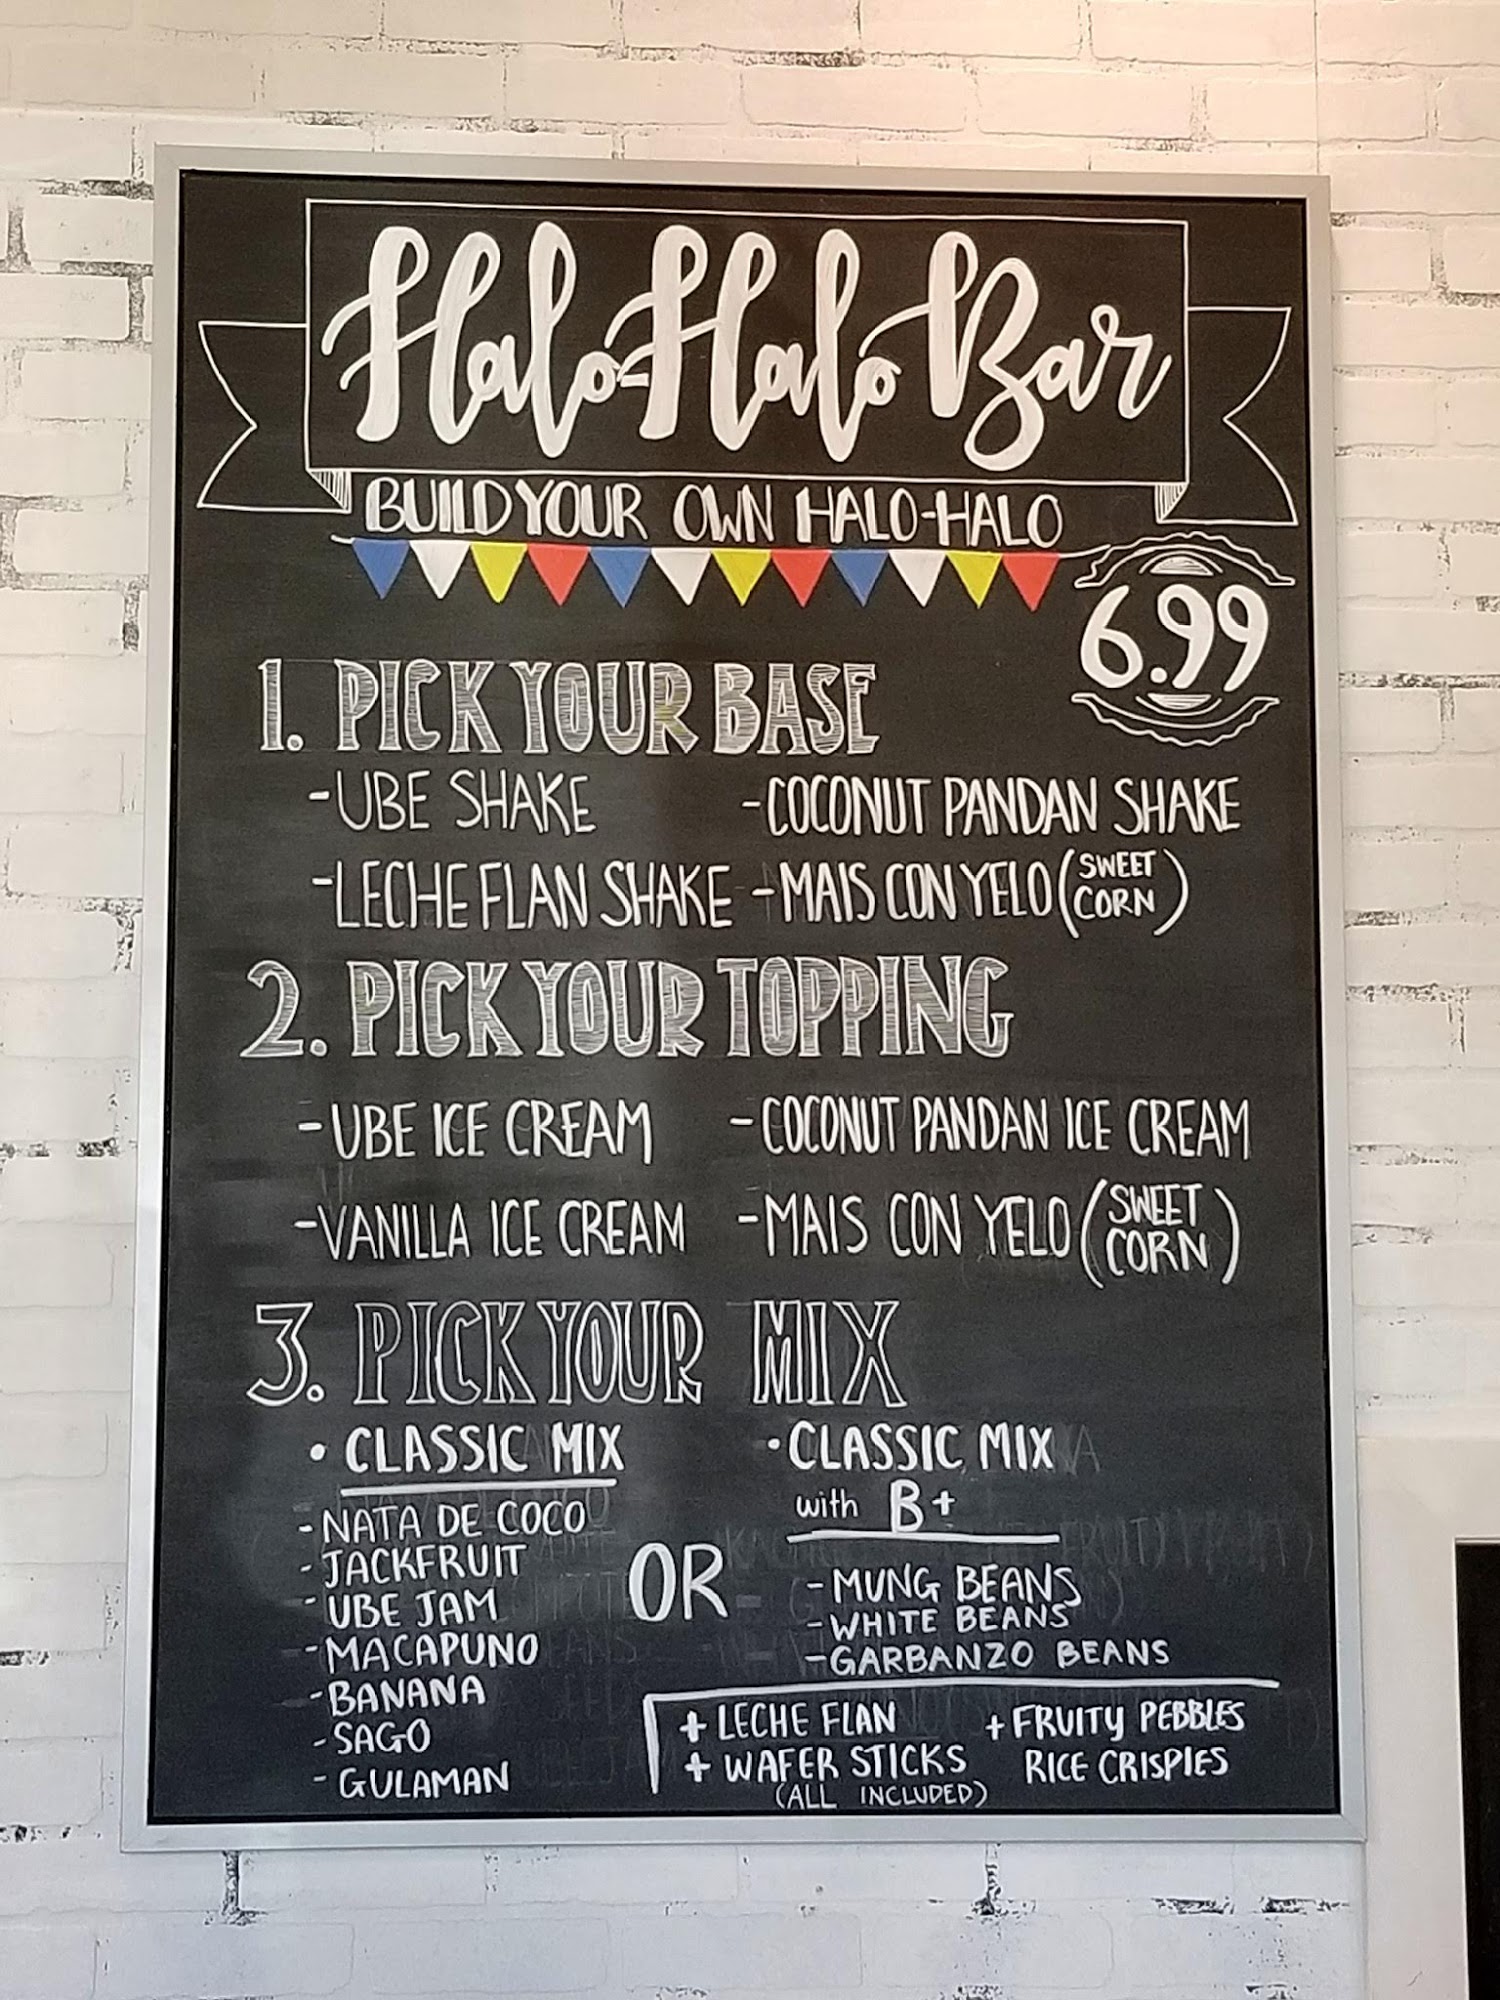 Halo-Halo Bar
BUILD YOUR OWN HALO-HALO
6.99
1. PICK YOUR BASE
-UBE SHAKE
-COCONUT PANDAN SHAKE
-LECHE FLAN SHAKE
-MAIS CON YELO (SWEET CORN)
2. PICK YOUR TOPPING
-UBE ICE CREAM
-COCONUT PANDAN ICE CREAM
-VANILLA ICE CREAM
-MAIS CON YELO (SWEET CORN)
3. PICK YOUR MIX
• CLASSIC MIX
-NATA DE COCO
-JACKFRUIT
-UBE JAM
-MACAPUNO
-BANANA
-SAGO
-GULAMAN
OR
• CLASSIC MIX
with B+
-MUNG BEANS
-WHITE BEANS
-GARBANZO BEANS
+ LECHE FLAN
+ WAFER STICKS
+ FRUITY PEBBLES
RICE CRISPIES
(ALL INCLUDED)